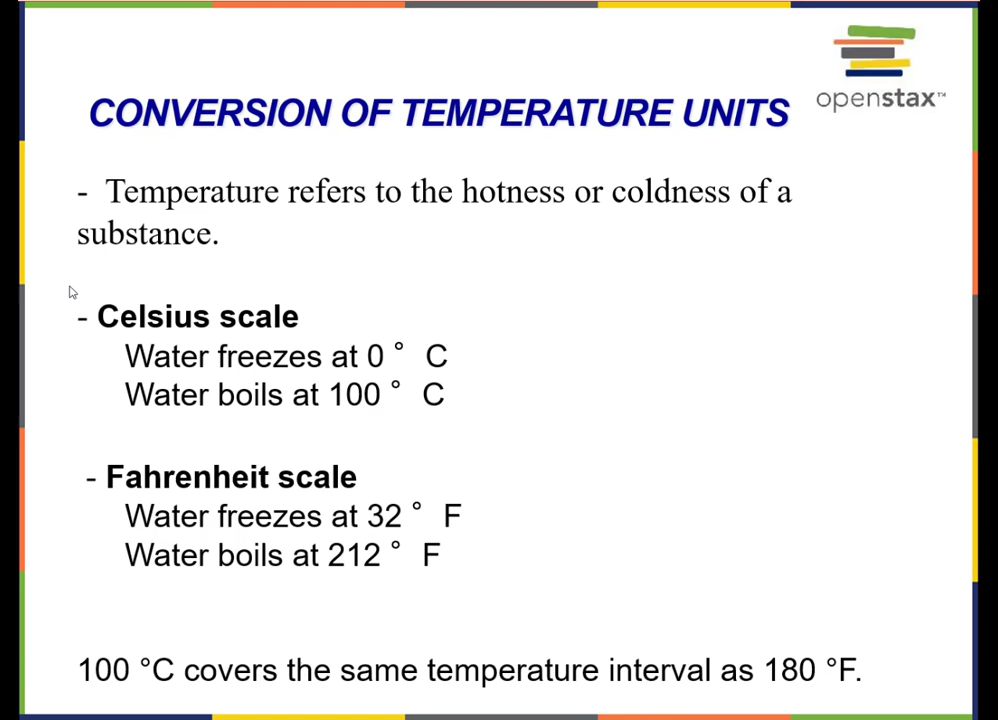 openstax™
CONVERSION OF TEMPERATURE UNITS
- Temperature refers to the hotness or coldness of a
substance.
- Celsius scale
Water freezes at 0 ° C
Water boils at 100 ° C
- Fahrenheit scale
Water freezes at 32 ° F
Water boils at 212 ° F
100 °C covers the same temperature interval as 180 °F.